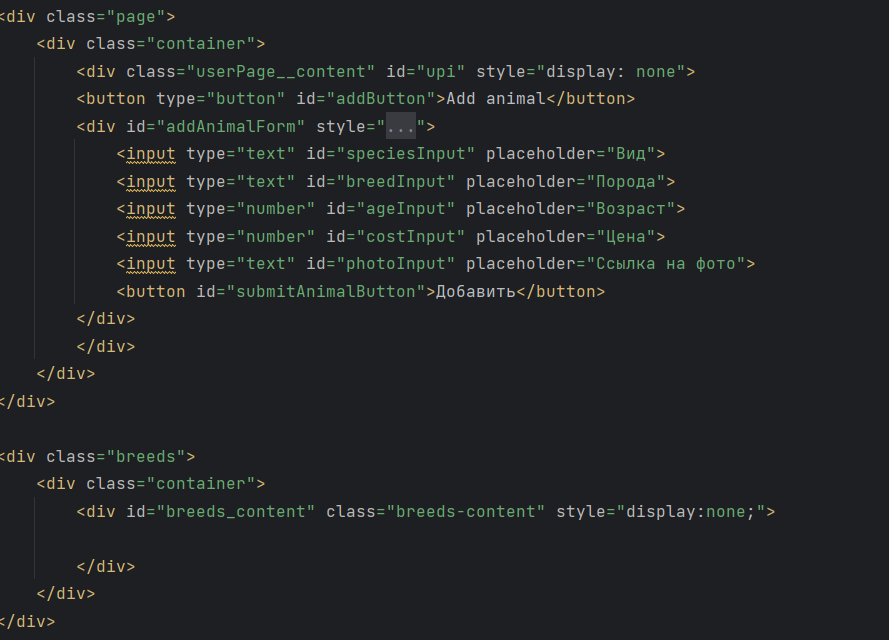 <div class="page">
<div class="container">
<div class="userPage__content" id="upi" style="display: none">
<button type="button" id="addButton">Add animal</button>
<div id="addAnimalForm" style="...">
<input type="text" id="speciesInput" placeholder="Вид">
<input type="text" id="breedInput" placeholder="Порода">
<input type="number" id="ageInput" placeholder="Возраст">
<input type="number" id="costInput" placeholder="Цена">
<input type="text" id="photoInput" placeholder="Ссылка на фото">
<button id="submitAnimalButton">Добавить</button>
</div>
</div>
</div>
</div>
<div class="breeds">
<div class="container">
<div id="breeds_content" class="breeds-content" style="display:none;">
</div>
</div>
</div>